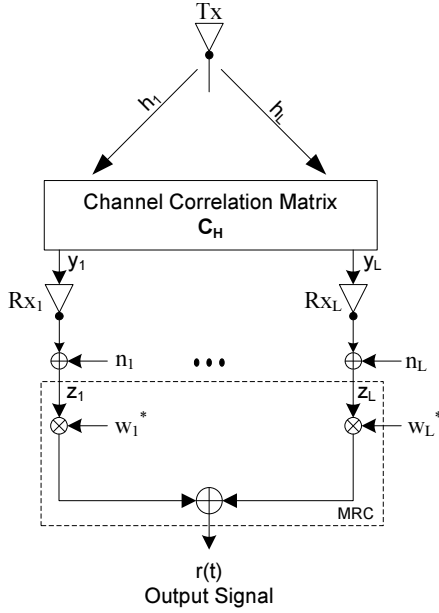 Tx
h1 hL
Channel Correlation Matrix
CH
y1 yL
Rx1 RxL
n1 nL
z1 zL
w1* wL*
MRC
r(t)
Output Signal